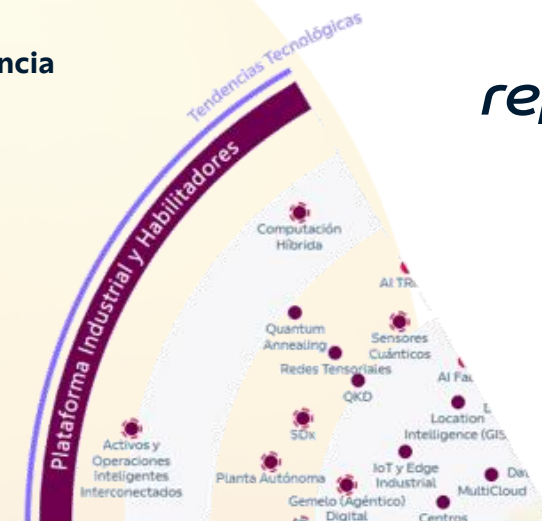 ncia
Tendencias Tecnológicas
rep
Plataforma Industrial y Habilitadores
Computación
Híbrida
AI TR
Quantum
Annealing
Sensores
Cuánticos
Redes Tensoriales
QKD
AI Fa
SDx
Location
Intelligence (GIS
Activos y
Operaciones
Inteligentes
Interconectados
Planta Autónoma
IoT y Edge
Industrial
Da
MultiCloud
Gemelo (Agéntico)
Digital
Centros